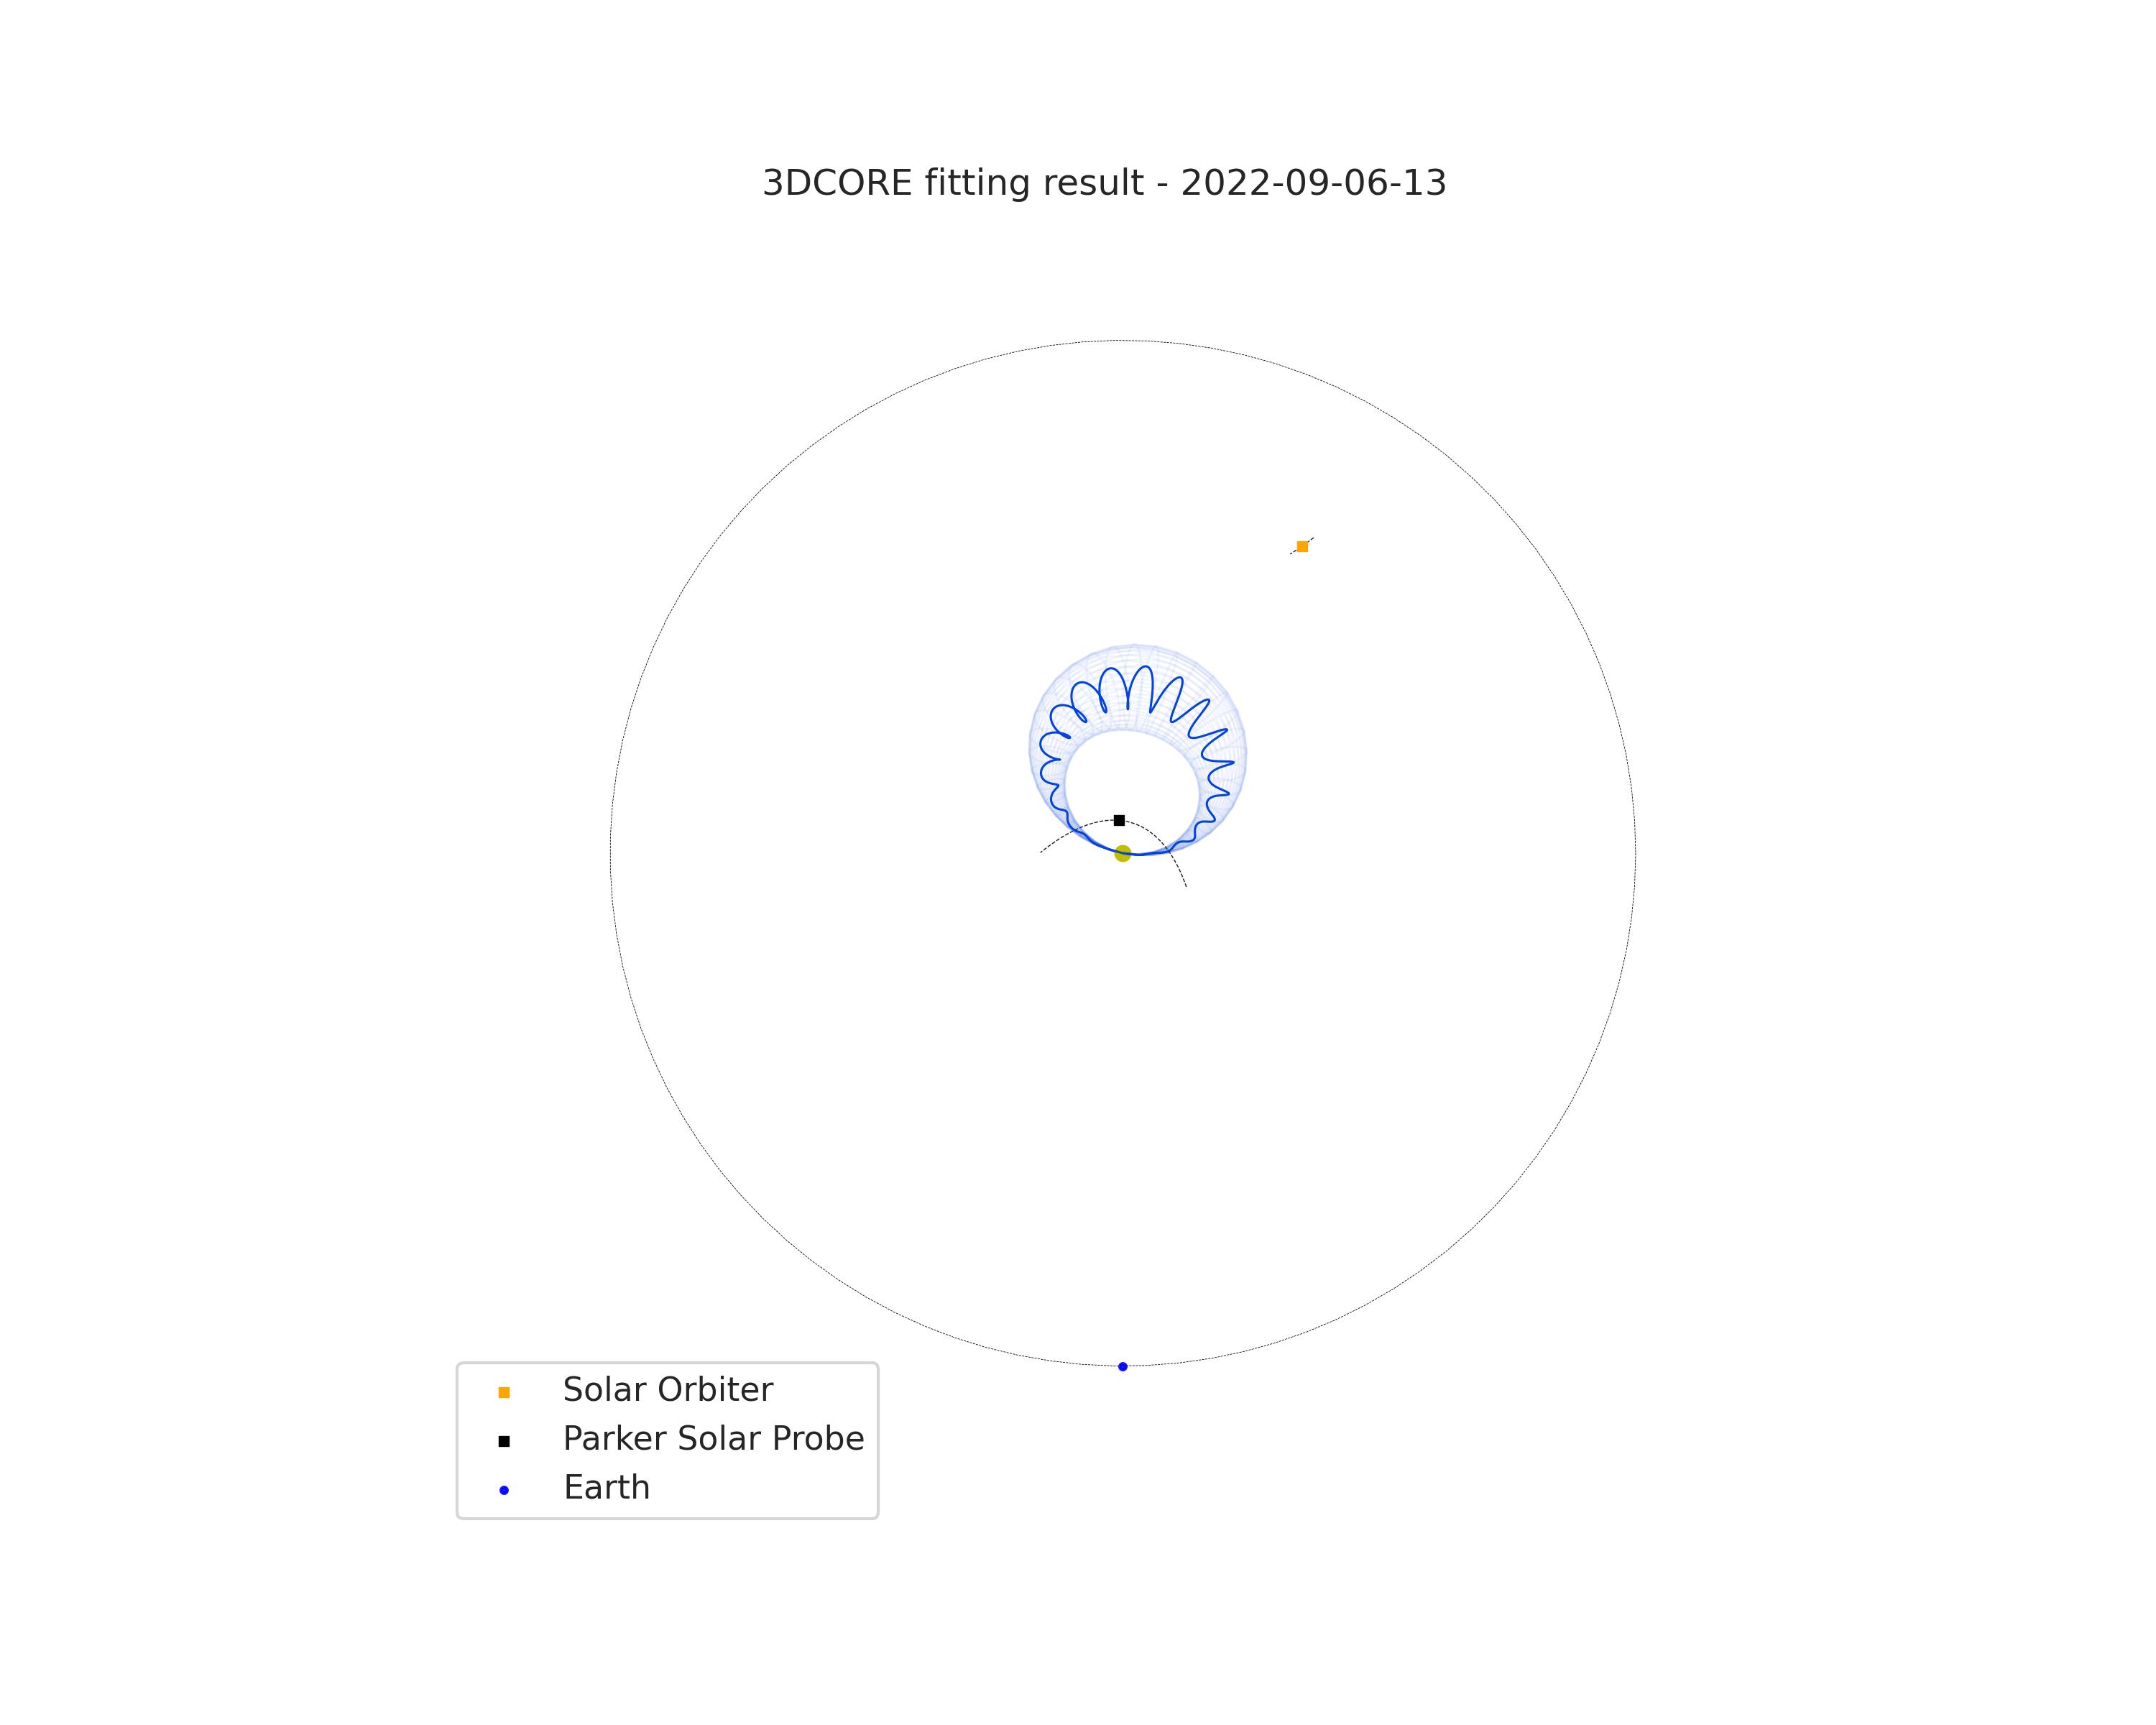 3DCORE fitting result - 2022-09-06-13
Solar Orbiter
Parker Solar Probe
Earth